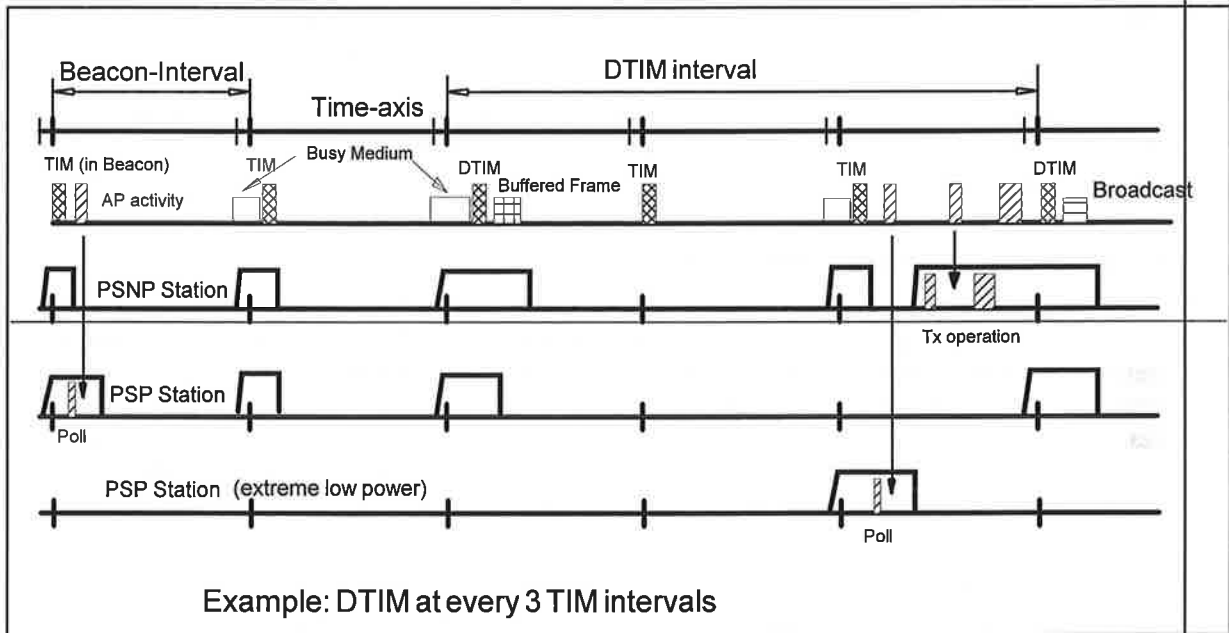 Beacon-Interval
DTIM interval
Time-axis
TIM (in Beacon)
TIM
Busy Medium
DTIM
TIM
TIM
DTIM
AP activity
Buffered Frame
Broadcast
PSNP Station
Tx operation
PSP Station
Poll
PSP Station (extreme low power)
Poll
Example: DTIM at every 3 TIM intervals